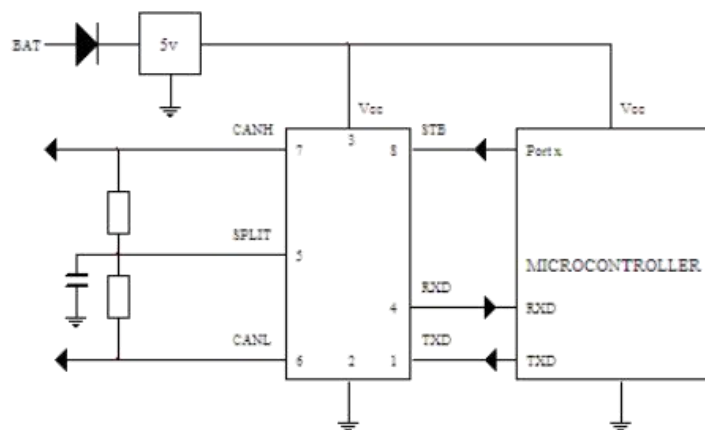 BAT
5v
Vcc
Vcc
CANH
STB
7
3
8
Port x
SPLIT
5
MICROCONTROLLER
RXD
4
RXD
CANL
TXD
6
2
1
TXD